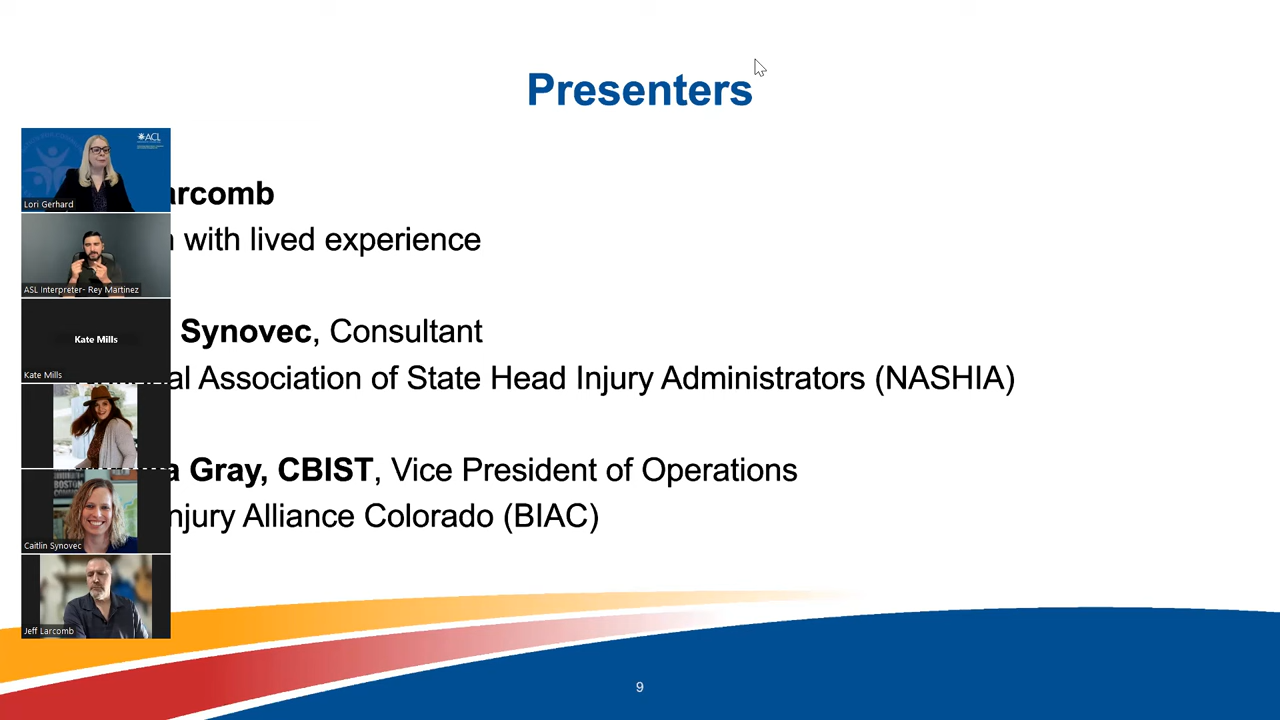 Presenters
ACL
Lori Gerhard
arcomb
with lived experience
ASL Interpreter- Rey Martinez
Kate Mills
Kate Mills
Synovec, Consultant
al Association of State Head Injury Administrators (NASHIA)
a Gray, CBIST, Vice President of Operations
njury Alliance Colorado (BIAC)
BOSTON
Caitlin Synovec
Jeff Larcomb
9